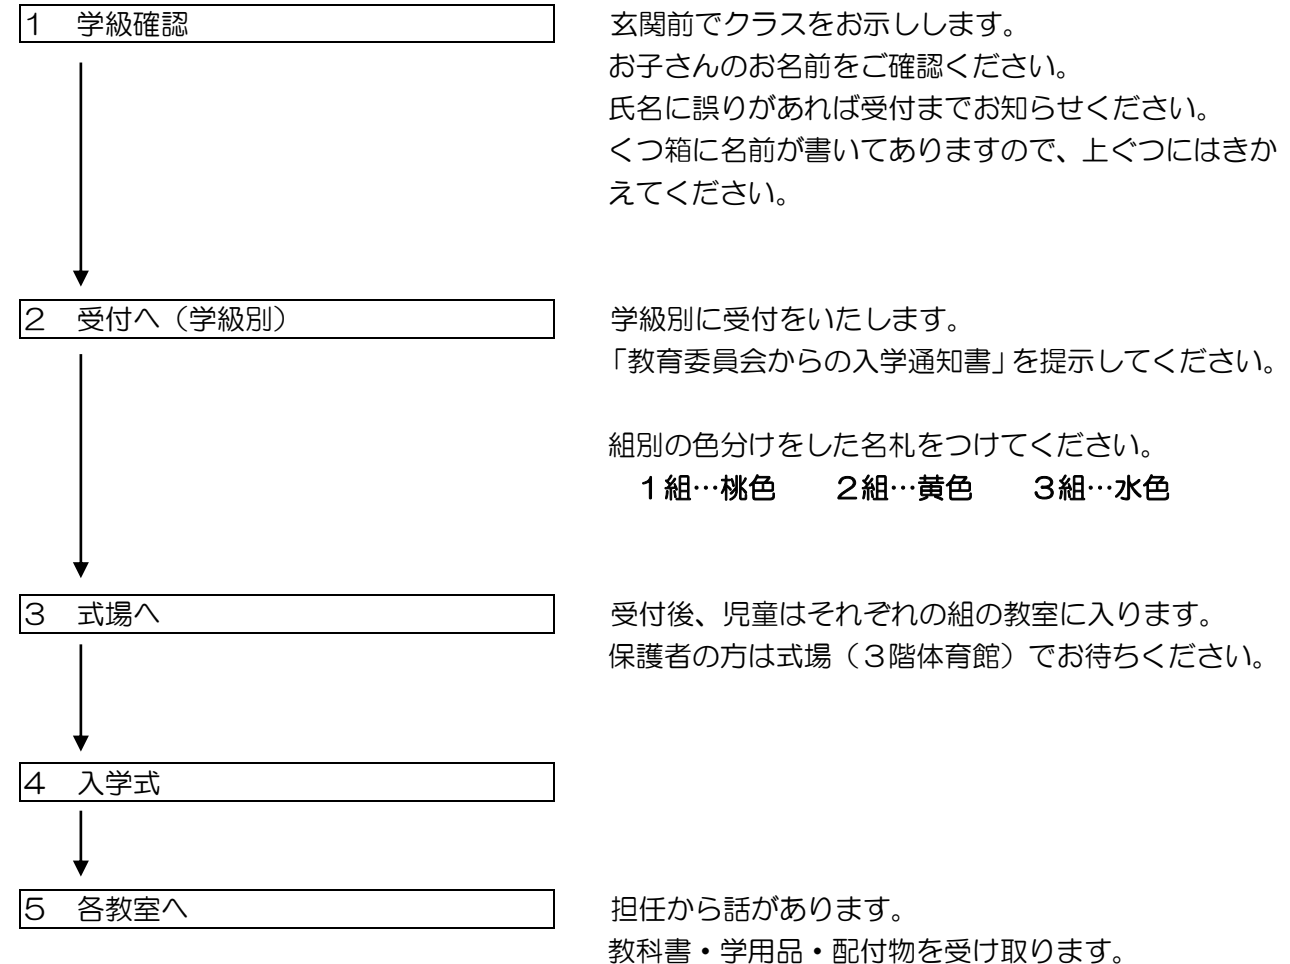 1　学級確認
玄関前でクラスをお示しします。
お子さんのお名前をご確認ください。
氏名に誤りがあれば受付までお知らせください。
くつ箱に名前が書いてありますので、上ぐつにはきか
えてください。
2　受付へ（学級別）
学級別に受付をいたします。
「教育委員会からの入学通知書」を提示してください。
組別の色分けをした名札をつけてください。
1組…桃色　　2組…黄色　　3組…水色
3　式場へ
受付後、児童はそれぞれの組の教室に入ります。
保護者の方は式場（3階体育館）でお待ちください。
4　入学式
5　各教室へ
担任から話があります。
教科書・学用品・配付物を受け取ります。